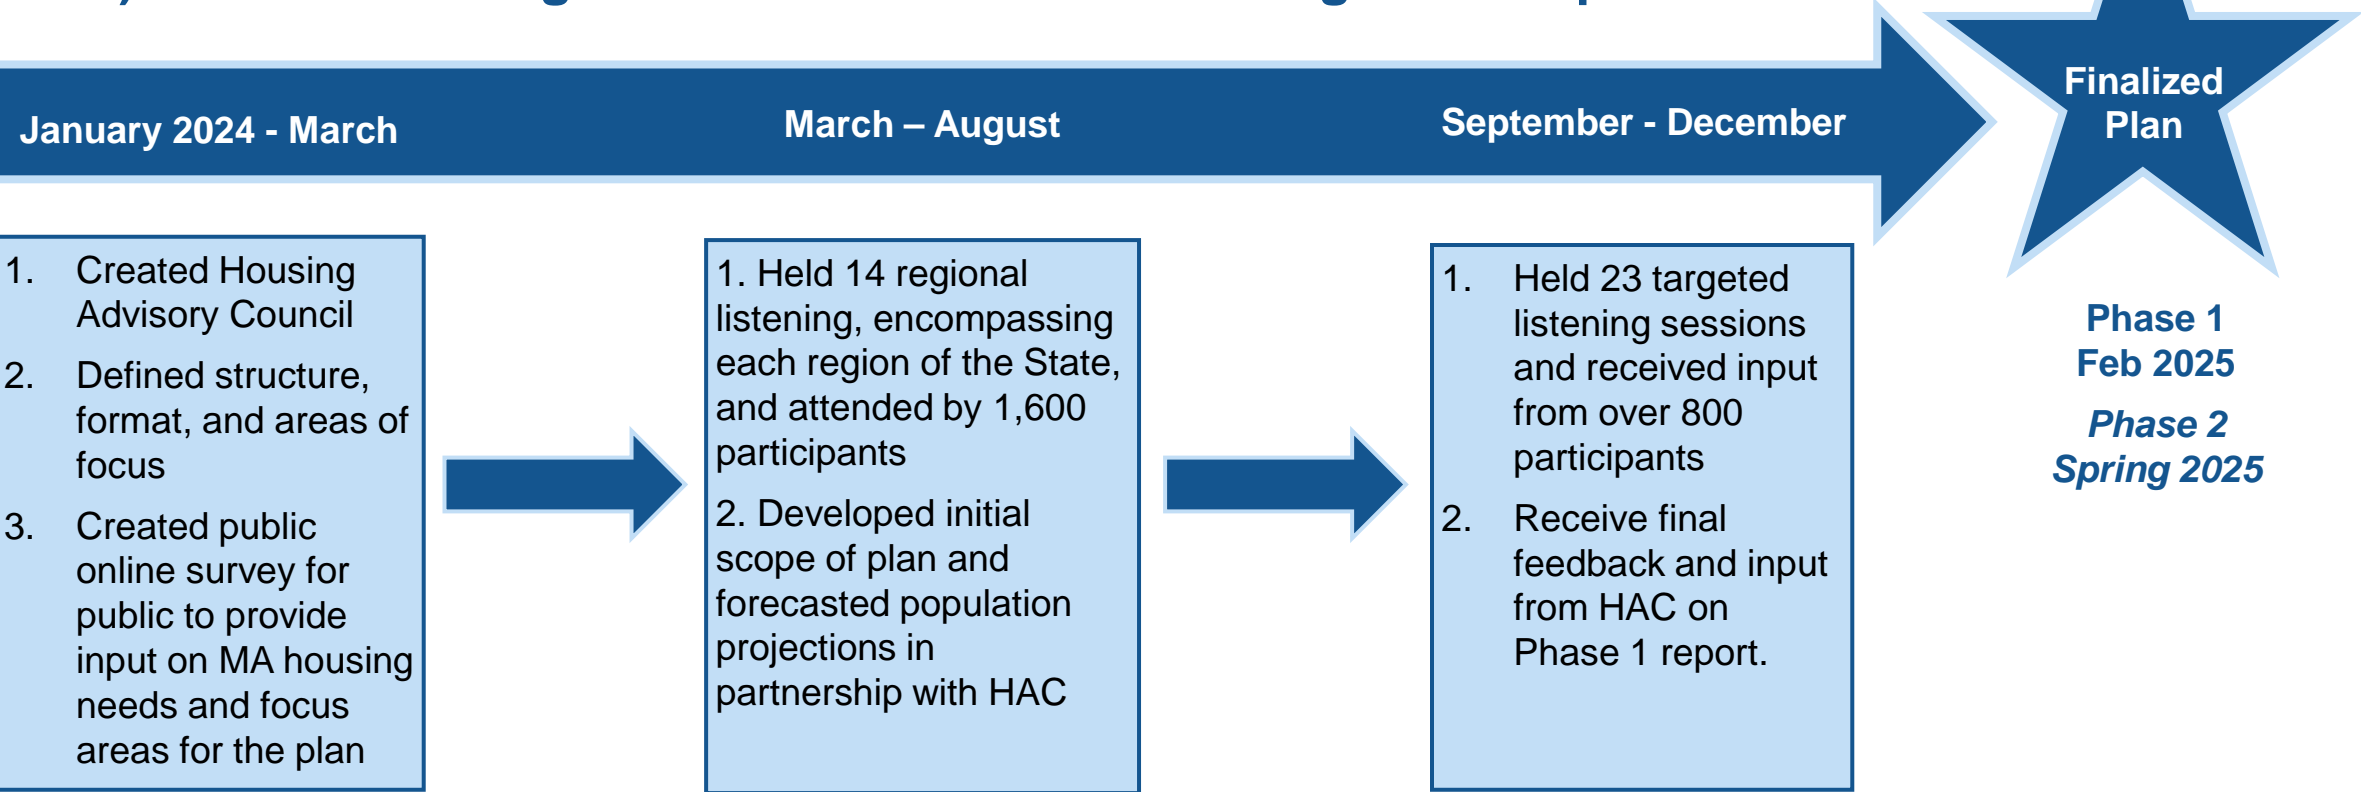 January 2024 - March
March – August
September - December
Finalized
Plan
1. Created Housing
Advisory Council
2. Defined structure,
format, and areas of
focus
3. Created public
online survey for
public to provide
input on MA housing
needs and focus
areas for the plan
1. Held 14 regional
listening, encompassing
each region of the State,
and attended by 1,600
participants
2. Developed initial
scope of plan and
forecasted population
projections in
partnership with HAC
1. Held 23 targeted
listening sessions
and received input
from over 800
participants
2. Receive final
feedback and input
from HAC on
Phase 1 report.
Phase 1
Feb 2025
Phase 2
Spring 2025